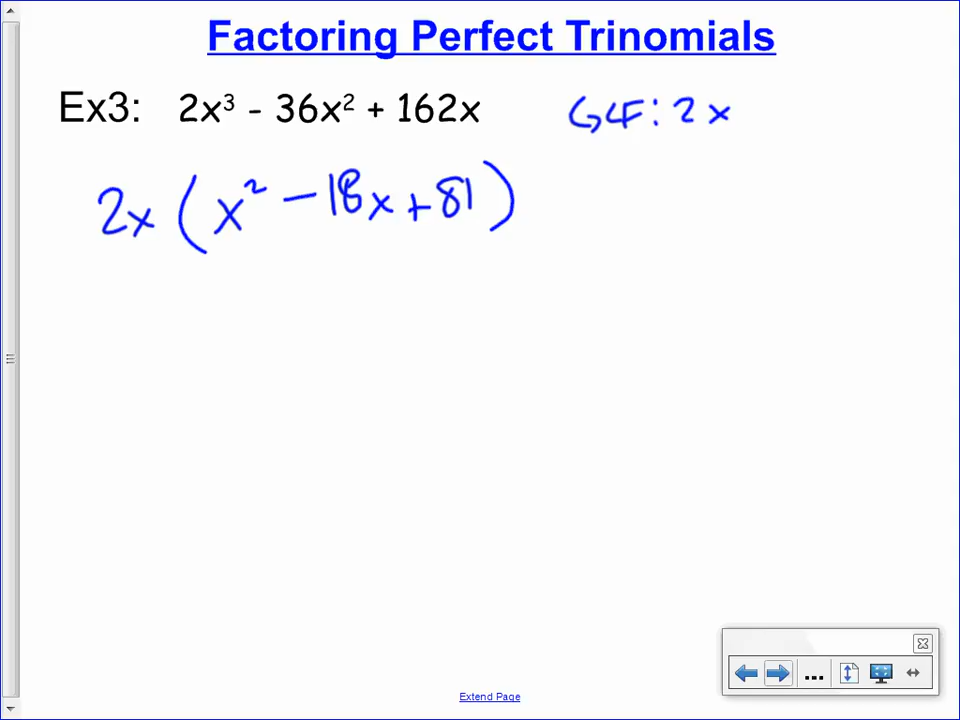 Factoring Perfect Trinomials
Ex3: 2x³ - 36x² + 162x GCF: 2x
2x (x² - 18x + 81)
...
Extend Page